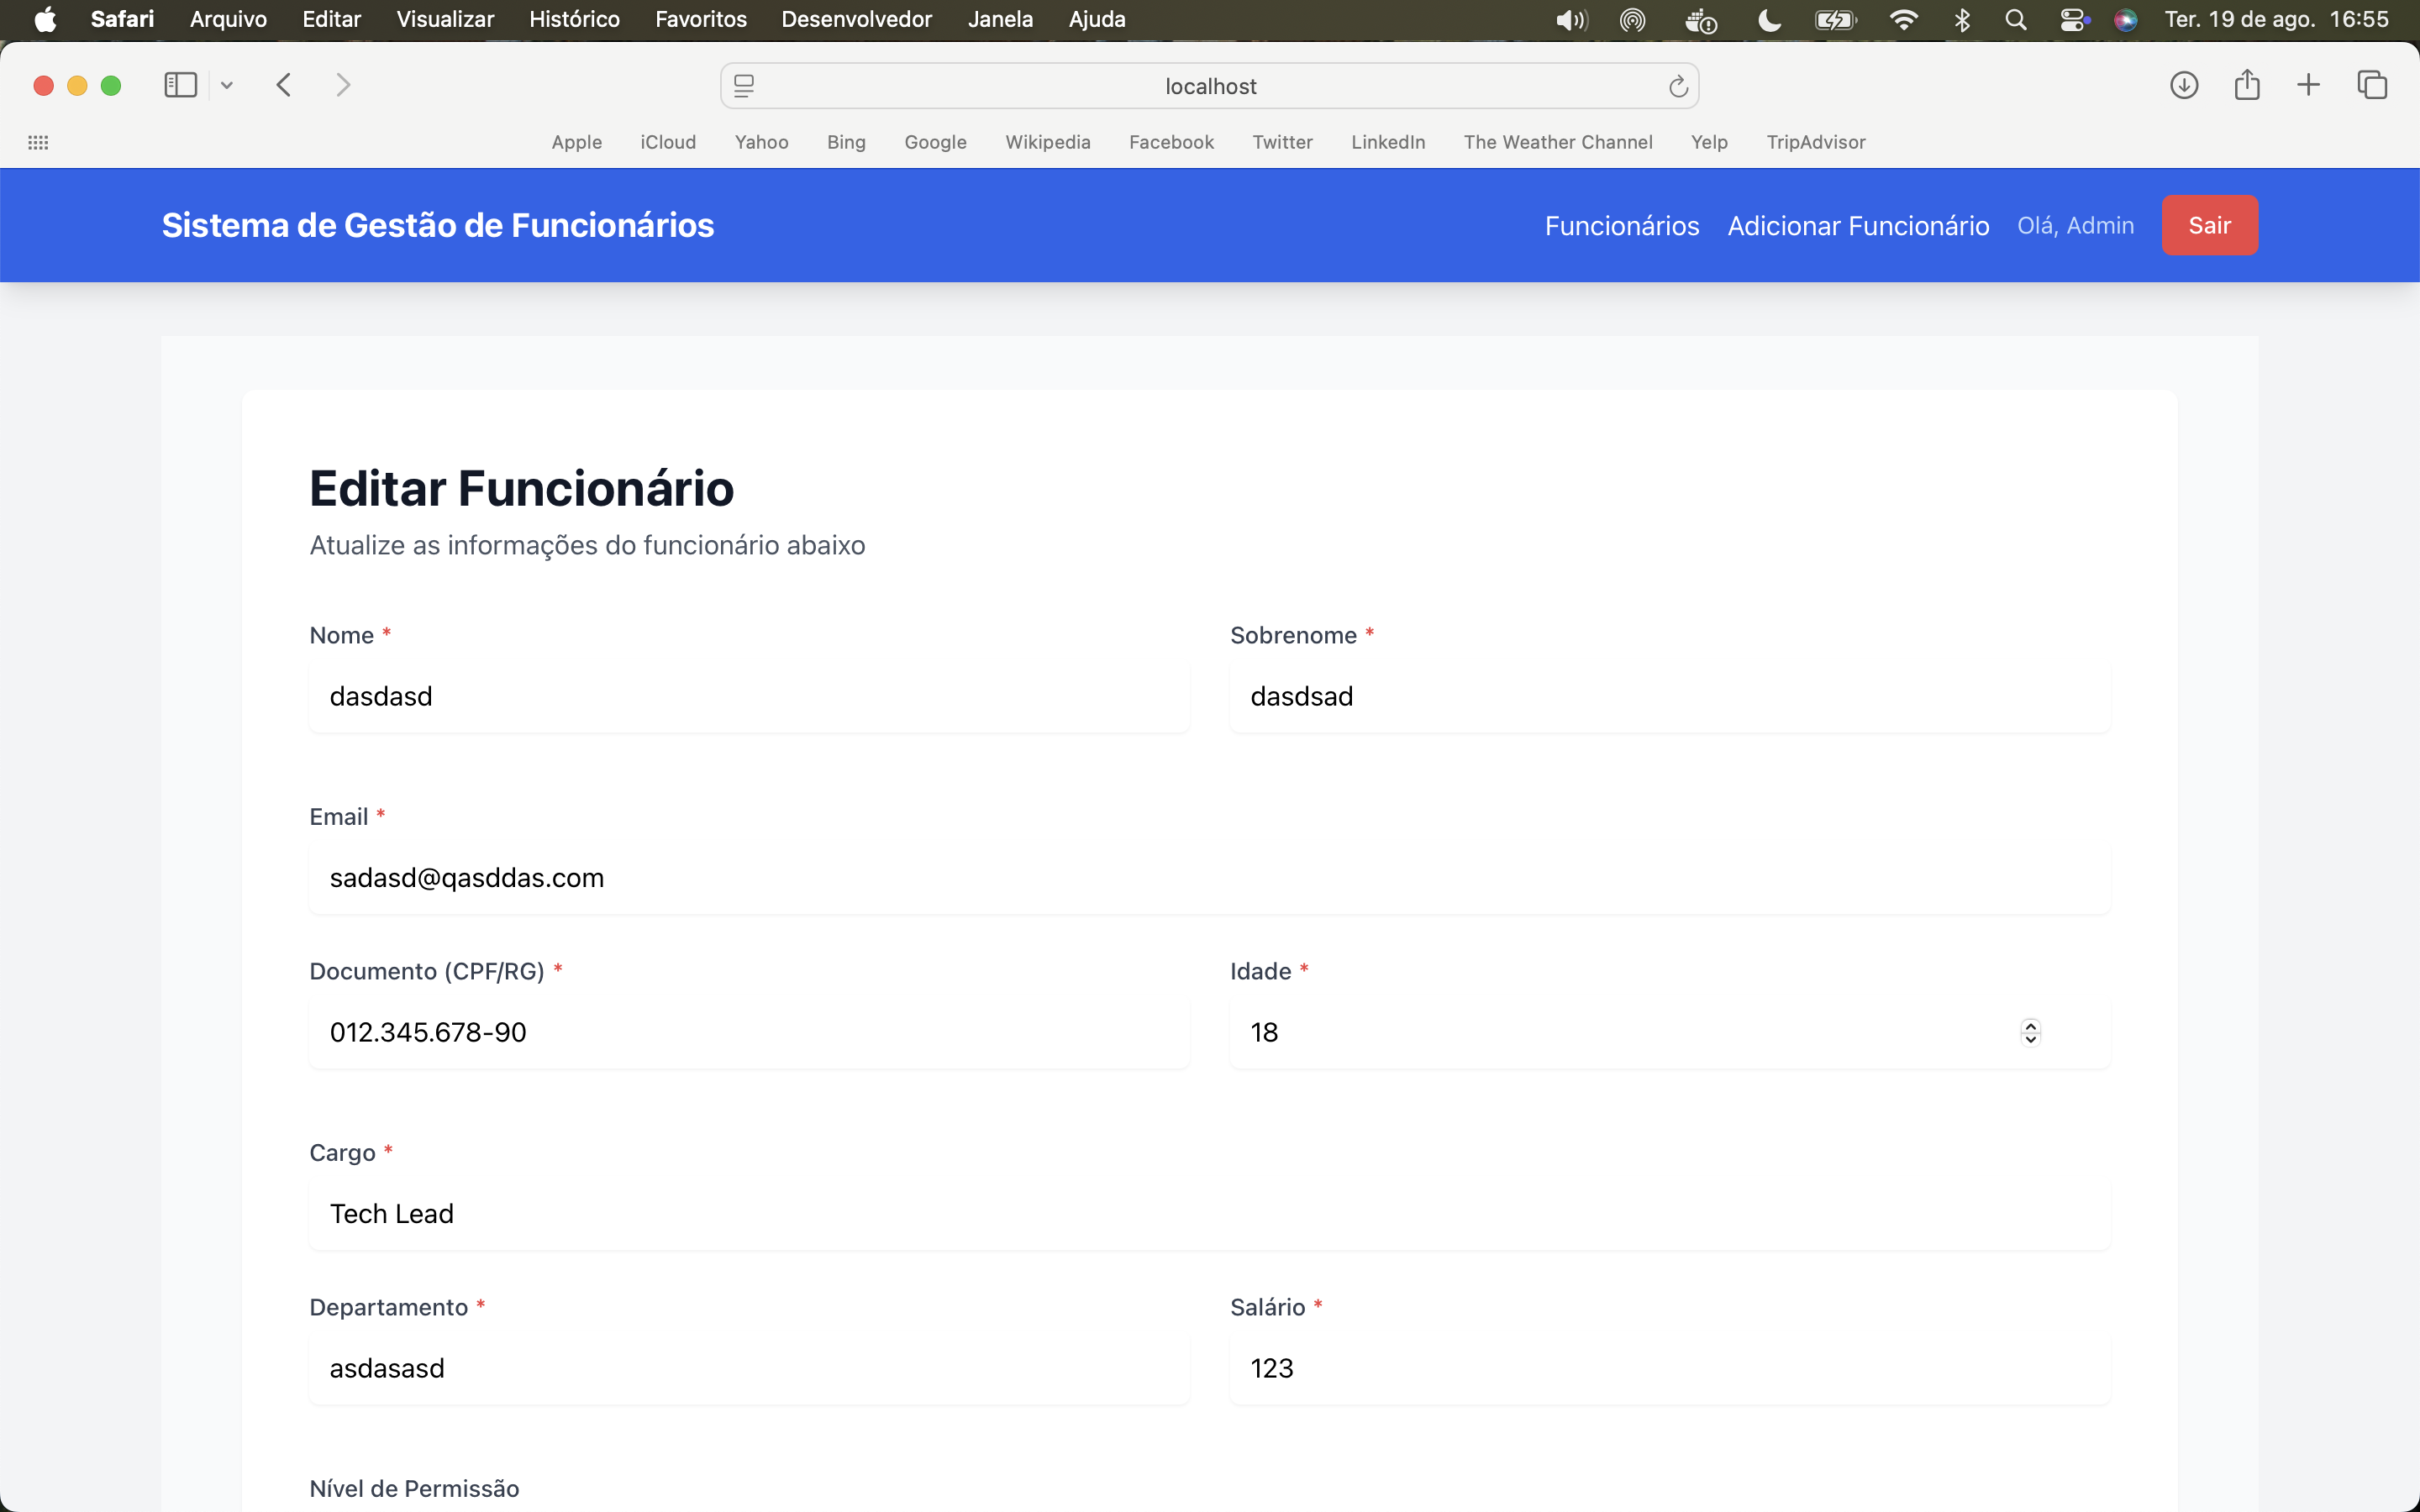 Safari Arquivo Editar Visualizar Histórico Favoritos Desenvolvedor Janela Ajuda Ter. 19 de ago. 16:55
localhost
Apple iCloud Yahoo Bing Google Wikipedia Facebook Twitter LinkedIn The Weather Channel Yelp TripAdvisor
Sistema de Gestão de Funcionários Funcionários Adicionar Funcionário Olá, Admin Sair
Editar Funcionário
Atualize as informações do funcionário abaixo
Nome * Sobrenome *
dasdasd dasdsad
Email *
sadasd@qasddas.com
Documento (CPF/RG) * Idade *
012.345.678-90 18
Cargo *
Tech Lead
Departamento * Salário *
asdasasd 123
Nível de Permissão